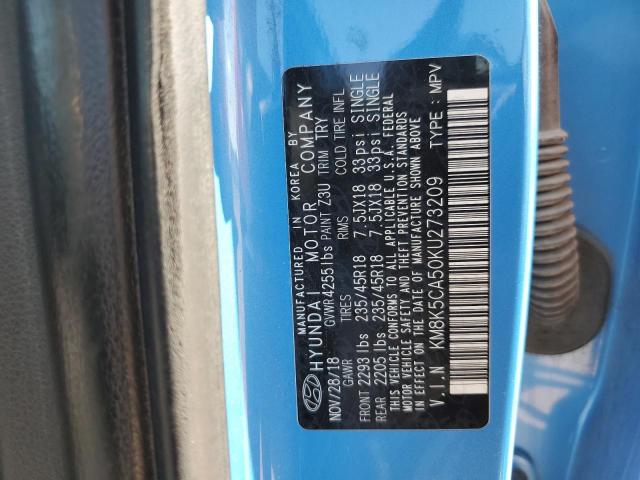 MANUFACTURED IN KOREA BY
HYUNDAI MOTOR COMPANY
NOV/28/18 GVWR 4255lbs PAINT Z3U TRIM TRY
GAWR TIRES RIMS COLD TIRE INFL
FRONT 2293 lbs 235/45R18 7.5JX18 33psi SINGLE
REAR 2205 lbs 235/45R18 7.5JX18 33psi SINGLE
THIS VEHICLE CONFORMS TO ALL APPLICABLE U.S.A. FEDERAL
MOTOR VEHICLE SAFETY AND THEFT PREVENTION STANDARDS
IN EFFECT ON THE DATE OF MANUFACTURE SHOWN ABOVE
V.I.N KM8K5CA50KU273209 TYPE : MPV